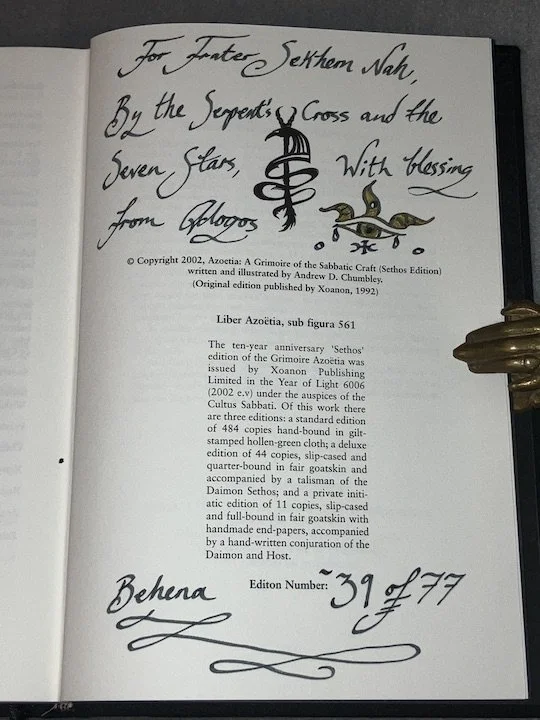 For Frater Sekhem Nah,
By the Serpent's Cross and the
Seven Stars, With blessing
from Qblogos
© Copyright 2002, Azoetia: A Grimoire of the Sabbatic Craft (Sethos Edition)
written and illustrated by Andrew D. Chumbley.
(Original edition published by Xoanon, 1992)
Liber Azoëtia, sub figura 561
The ten-year anniversary 'Sethos'
edition of the Grimoire Azoëtia was
issued by Xoanon Publishing
Limited in the Year of Light 6006
(2002 e.v) under the auspices of the
Cultus Sabbati. Of this work there
are three editions: a standard edition
of 484 copies hand-bound in gilt-
stamped hollen-green cloth; a deluxe
edition of 44 copies, slip-cased and
quarter-bound in fair goatskin and
accompanied by a talisman of the
Daimon Sethos; and a private initi-
atic edition of 11 copies, slip-cased
and full-bound in fair goatskin with
handmade end-papers, accompanied
by a hand-written conjuration of the
Daimon and Host.
Behena Editon Number: ~39 of 77